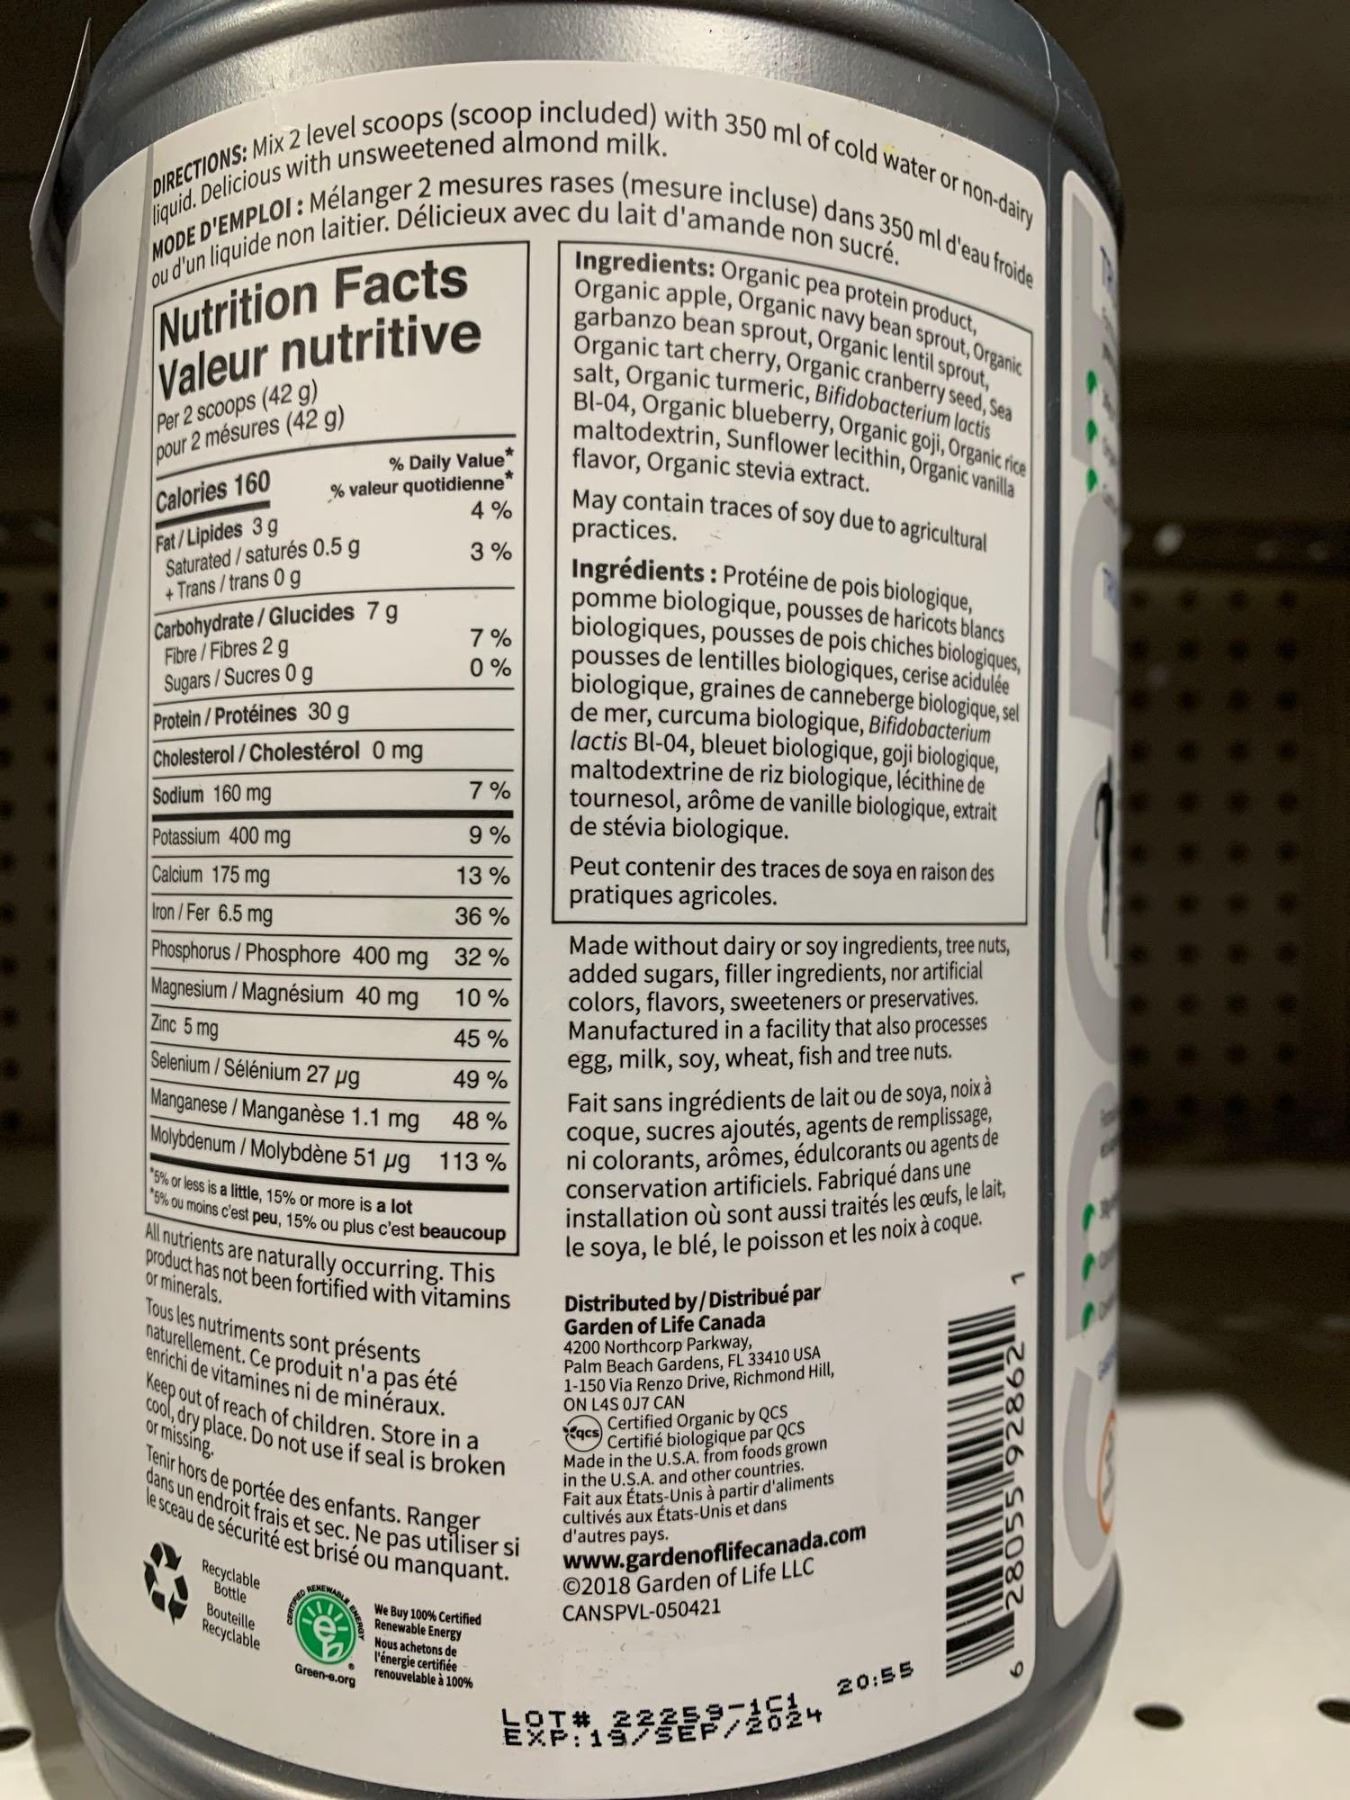 DIRECTIONS: Mix 2 level scoops (scoop included) with 350 ml of cold water or non-dairy
liquid. Delicious with unsweetened almond milk.
MODE D'EMPLOI : Mélanger 2 mesures rases (mesure incluse) dans 350 ml d'eau froide
ou d'un liquide non laitier. Délicieux avec du lait d'amande non sucré.
Nutrition Facts
Valeur nutritive
Per 2 scoops (42 g)
pour 2 mésures (42 g)
Calories 160
% Daily Value*
% valeur quotidienne*
Fat / Lipides 3 g 4 %
Saturated / saturés 0.5 g
+ Trans / trans 0 g 3 %
Carbohydrate / Glucides 7 g
Fibre / Fibres 2 g 7 %
Sugars / Sucres 0 g 0 %
Protein / Protéines 30 g
Cholesterol / Cholestérol 0 mg
Sodium 160 mg 7 %
Potassium 400 mg 9 %
Calcium 175 mg 13 %
Iron / Fer 6.5 mg 36 %
Phosphorus / Phosphore 400 mg 32 %
Magnesium / Magnésium 40 mg 10 %
Zinc 5 mg 45 %
Selenium / Sélénium 27 µg 49 %
Manganese / Manganèse 1.1 mg 48 %
Molybdenum / Molybdène 51 µg 113 %
*5% or less is a little, 15% or more is a lot
*5% ou moins c'est peu, 15% ou plus c'est beaucoup
All nutrients are naturally occurring. This
product has not been fortified with vitamins
or minerals.
Tous les nutriments sont présents
naturellement. Ce produit n'a pas été
enrichi de vitamines ni de minéraux.
Keep out of reach of children. Store in a
cool, dry place. Do not use if seal is broken
or missing.
Tenir hors de portée des enfants. Ranger
dans un endroit frais et sec. Ne pas utiliser si
le sceau de sécurité est brisé ou manquant.
Recyclable
Bottle
Bouteille
Recyclable
CERTIFIED RENEWABLE ENERGY
e
Green-e.org
We Buy 100% Certified
Renewable Energy
Nous achetons de
l'énergie certifiée
renouvelable à 100%
Ingredients: Organic pea protein product,
Organic apple, Organic navy bean sprout, Organic
garbanzo bean sprout, Organic lentil sprout,
Organic tart cherry, Organic cranberry seed, Sea
salt, Organic turmeric, Bifidobacterium lactis
Bl-04, Organic blueberry, Organic goji, Organic rice
maltodextrin, Sunflower lecithin, Organic vanilla
flavor, Organic stevia extract.
May contain traces of soy due to agricultural
practices.
Ingrédients : Protéine de pois biologique,
pomme biologique, pousses de haricots blancs
biologiques, pousses de pois chiches biologiques,
pousses de lentilles biologiques, cerise acidulée
biologique, graines de canneberge biologique, sel
de mer, curcuma biologique, Bifidobacterium
lactis Bl-04, bleuet biologique, goji biologique,
maltodextrine de riz biologique, lécithine de
tournesol, arôme de vanille biologique, extrait
de stévia biologique.
Peut contenir des traces de soya en raison des
pratiques agricoles.
Made without dairy or soy ingredients, tree nuts,
added sugars, filler ingredients, nor artificial
colors, flavors, sweeteners or preservatives.
Manufactured in a facility that also processes
egg, milk, soy, wheat, fish and tree nuts.
Fait sans ingrédients de lait ou de soya, noix à
coque, sucres ajoutés, agents de remplissage,
ni colorants, arômes, édulcorants ou agents de
conservation artificiels. Fabriqué dans une
installation où sont aussi traités les œufs, le lait,
le soya, le blé, le poisson et les noix à coque.
Distributed by / Distribué par
Garden of Life Canada
4200 Northcorp Parkway,
Palm Beach Gardens, FL 33410 USA
1-150 Via Renzo Drive, Richmond Hill,
ON L4S 0J7 CAN
qcs Certified Organic by QCS
Certifié biologique par QCS
Made in the U.S.A. from foods grown
in the U.S.A. and other countries.
Fait aux États-Unis à partir d'aliments
cultivés aux États-Unis et dans
d'autres pays.
www.gardenoflifecanada.com
©2018 Garden of Life LLC
CANSPVL-050421
6 58055 92862 1
LOT# 22259-1C1 20:55
EXP:19/SEP/2024